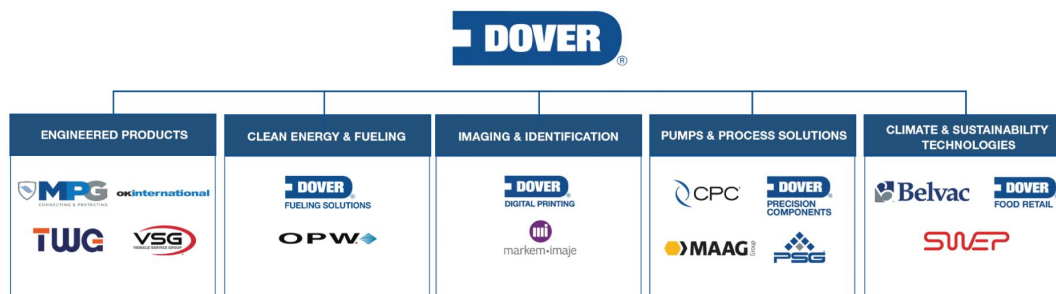 DOVER®
ENGINEERED PRODUCTS
MPG
CONNECTING & PROTECTING
OKinternational
TWG
VSG
VEHICLE SERVICE GROUP
CLEAN ENERGY & FUELING
DOVER®
FUELING SOLUTIONS
OPW
IMAGING & IDENTIFICATION
DOVER®
DIGITAL PRINTING
mi
markem·imaje
PUMPS & PROCESS SOLUTIONS
CPC
DOVER®
PRECISION
COMPONENTS
MAAG Group
PSG
CLIMATE & SUSTAINABILITY
TECHNOLOGIES
Belvac
DOVER®
FOOD RETAIL
SWEP